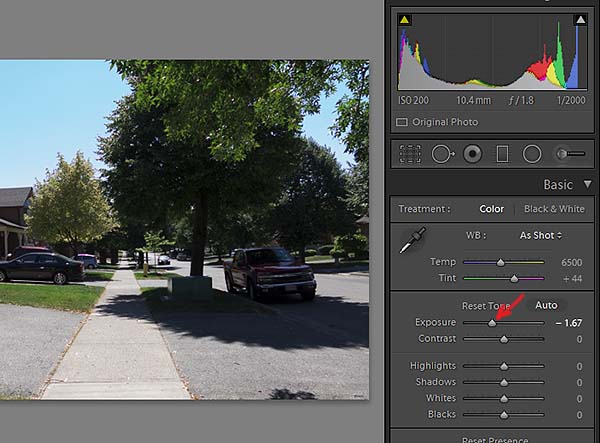 ISO 200 10.4 mm ƒ / 1.8 1/2000
Original Photo
Basic
Treatment : Color Black & White
WB : As Shot
Temp 6500
Tint + 44
Auto
Exposure − 1.67
Contrast 0
Highlights 0
Shadows 0
Whites 0
Blacks 0
Reset Presence